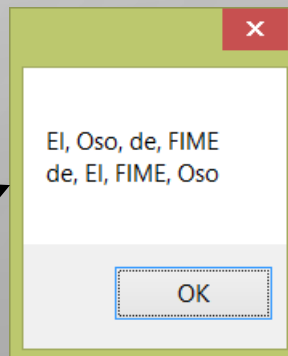 El, Oso, de, FIME
de, El, FIME, Oso
OK